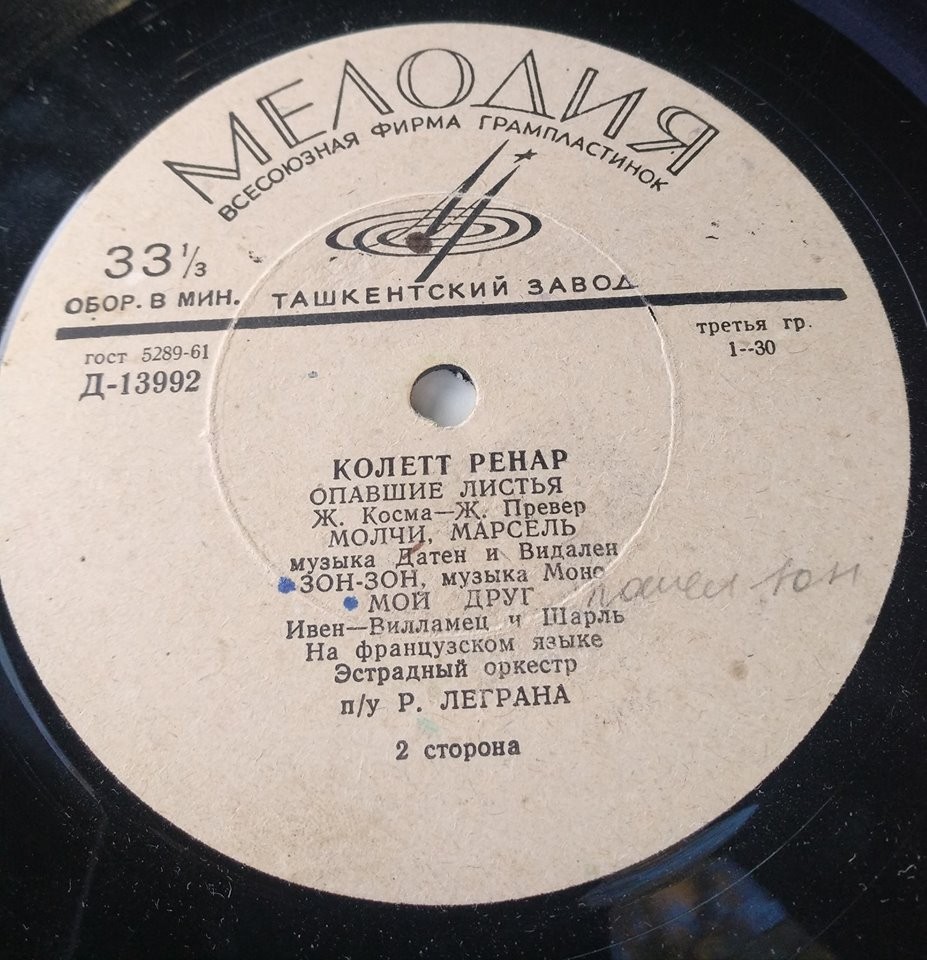 МЕЛОДИЯ
ВСЕСОЮЗНАЯ ФИРМА ГРАМПЛАСТИНОК
33⅓
ОБОР. В МИН.
ТАШКЕНТСКИЙ ЗАВОД
гост 5289-61
Д-13992
третья гр.
1--30
КОЛЕТТ РЕНАР
ОПАВШИЕ ЛИСТЬЯ
Ж. Косма—Ж. Превер
МОЛЧИ, МАРСЕЛЬ
музыка Датен и Видален
ЗОН-ЗОН, музыка Моно
МОЙ ДРУГ
Ивен—Вилламец и Шарль
На французском языке
Эстрадный оркестр
п/у Р. ЛЕГРАНА
2 сторона